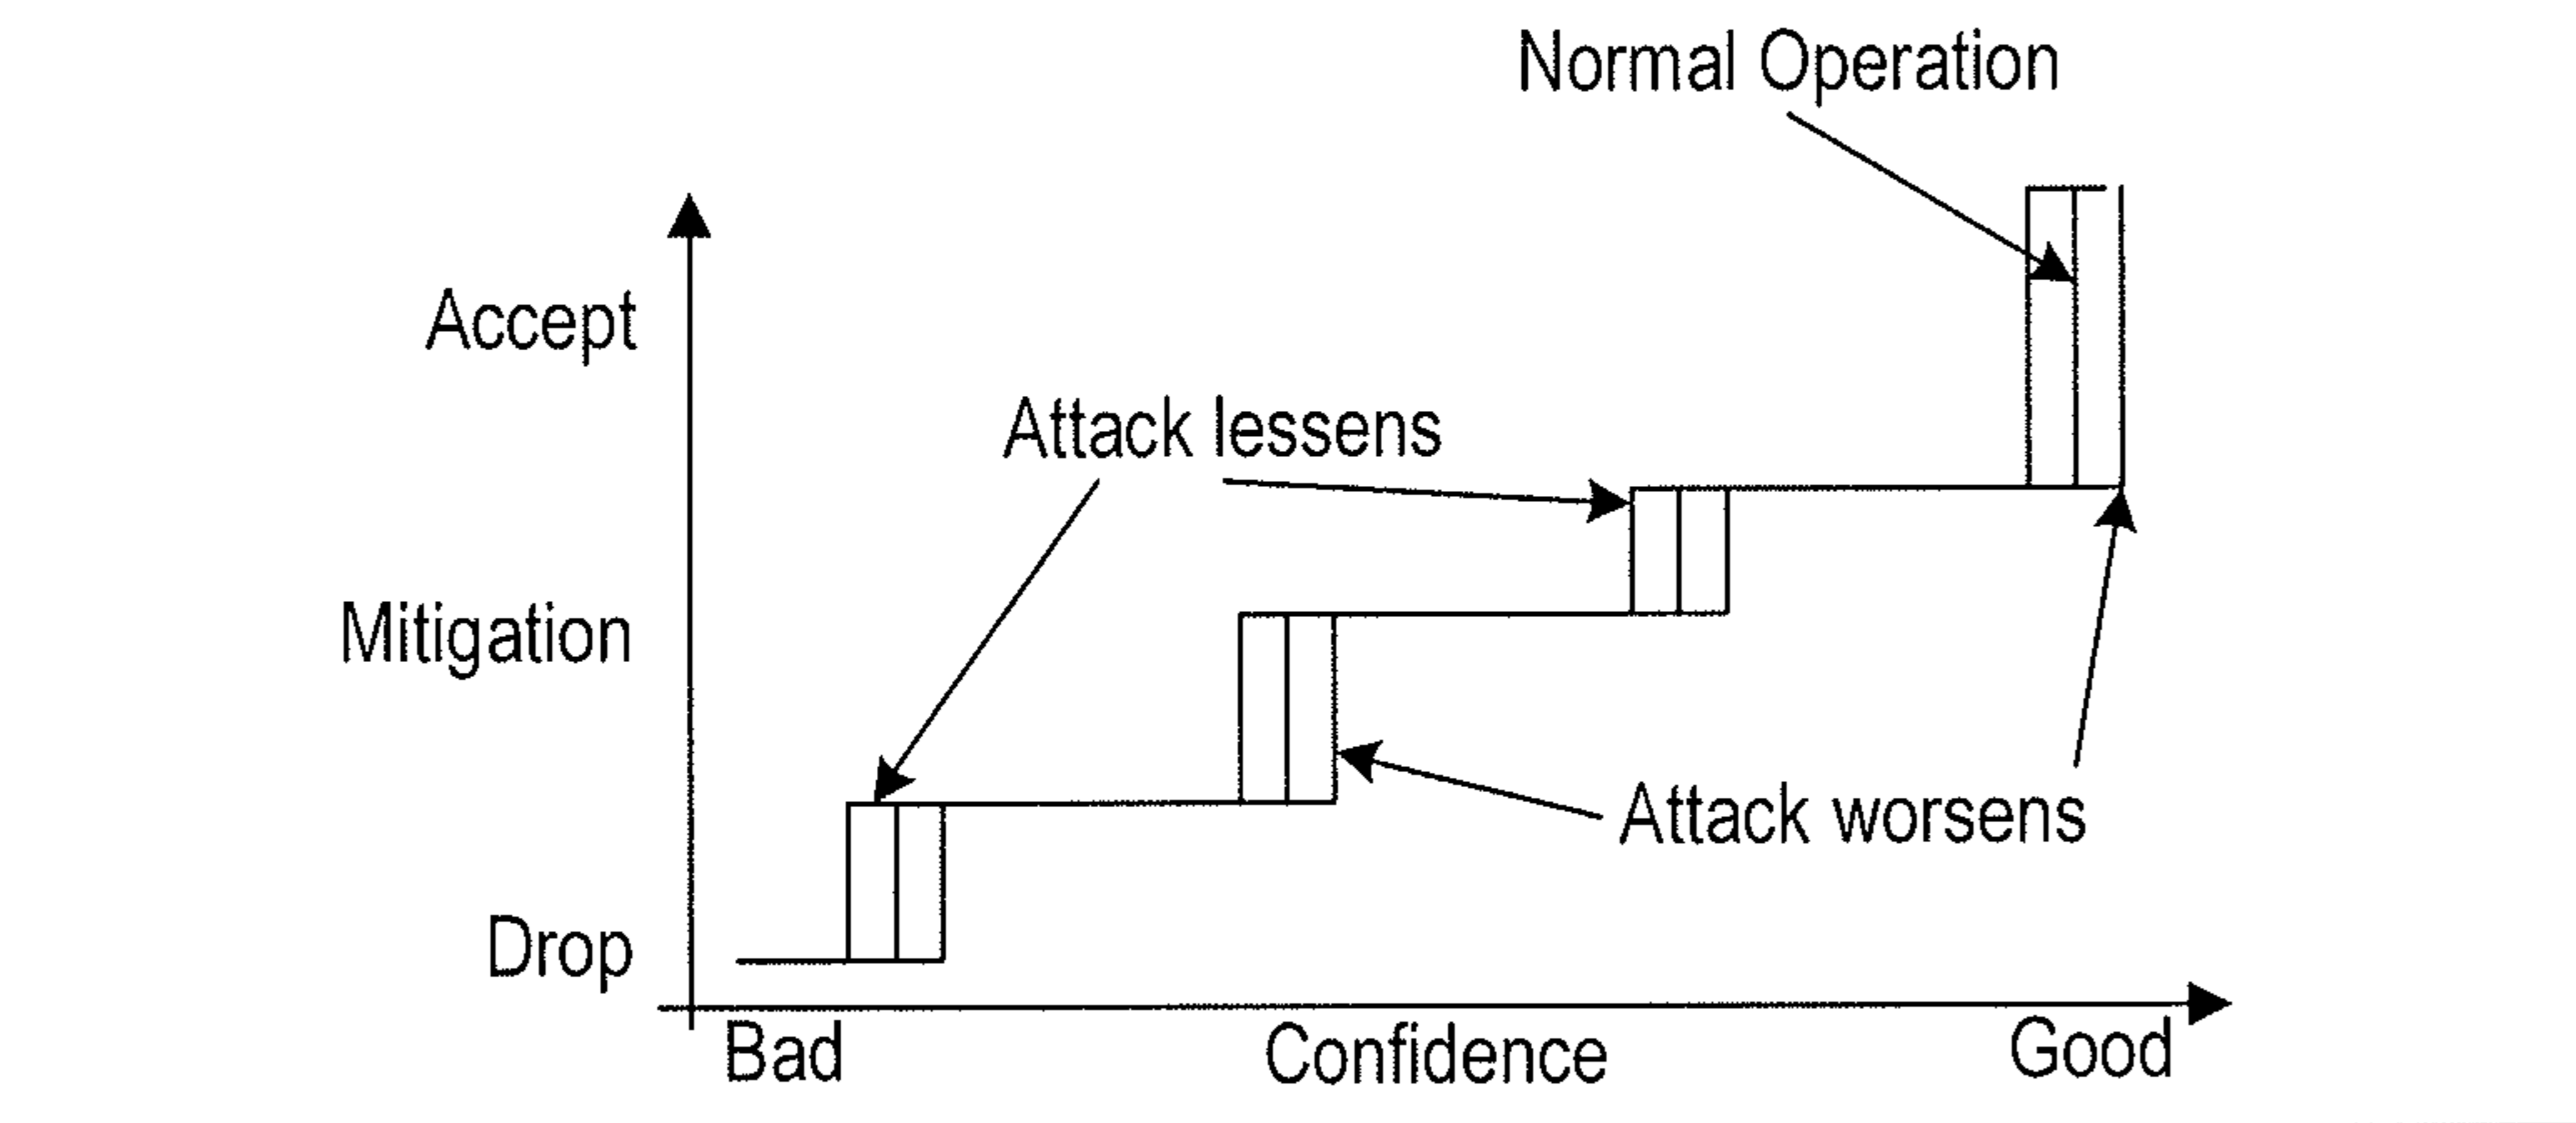 Normal Operation
Accept
Attack lessens
Mitigation
Attack worsens
Drop
Bad
Confidence
Good